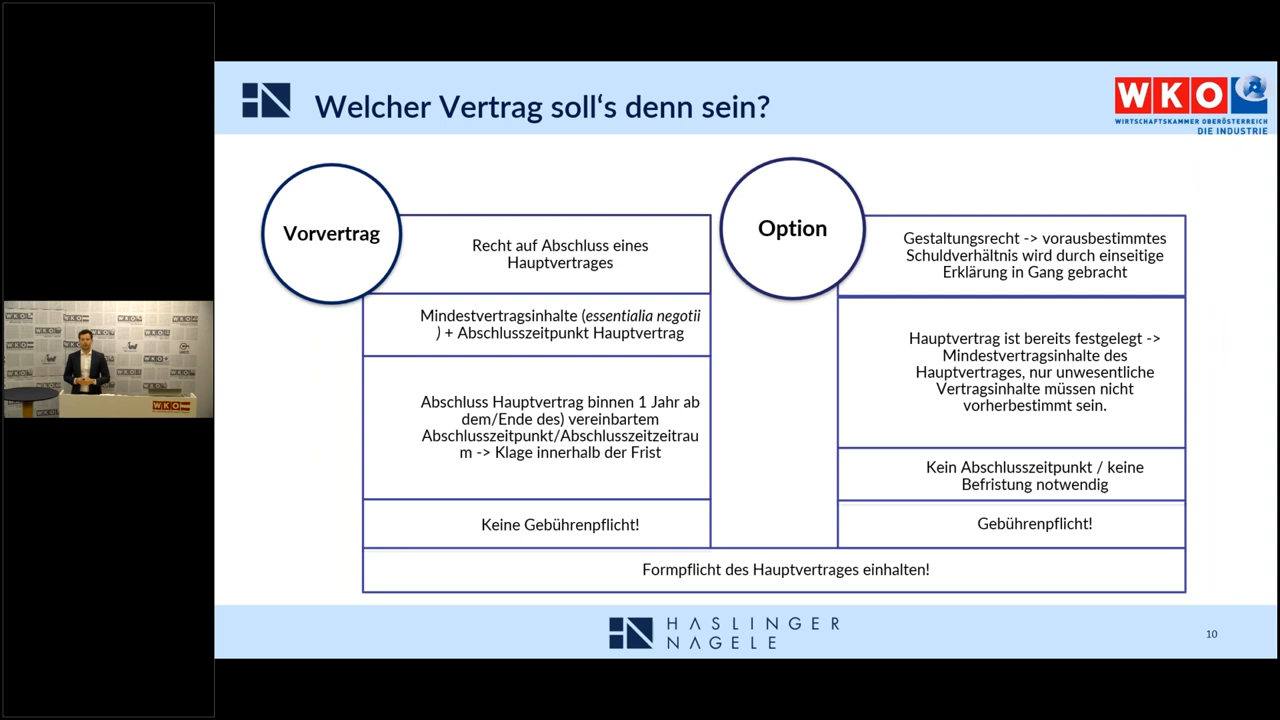 Welcher Vertrag soll‘s denn sein?
WKO
WIRTSCHAFTSKAMMER OBERÖSTERREICH
DIE INDUSTRIE
Vorvertrag
Recht auf Abschluss eines
Hauptvertrages
Mindestvertragsinhalte (essentialia negotii
) + Abschlusszeitpunkt Hauptvertrag
Abschluss Hauptvertrag binnen 1 Jahr ab
dem/Ende des) vereinbartem
Abschlusszeitpunkt/Abschlusszeitzeitrau
m -> Klage innerhalb der Frist
Keine Gebührenpflicht!
Option
Gestaltungsrecht -> vorausbestimmtes
Schuldverhältnis wird durch einseitige
Erklärung in Gang gebracht
Hauptvertrag ist bereits festgelegt ->
Mindestvertragsinhalte des
Hauptvertrages, nur unwesentliche
Vertragsinhalte müssen nicht
vorherbestimmt sein.
Kein Abschlusszeitpunkt / keine
Befristung notwendig
Gebührenpflicht!
Formpflicht des Hauptvertrages einhalten!
HASLINGER
NAGELE
10
WKO